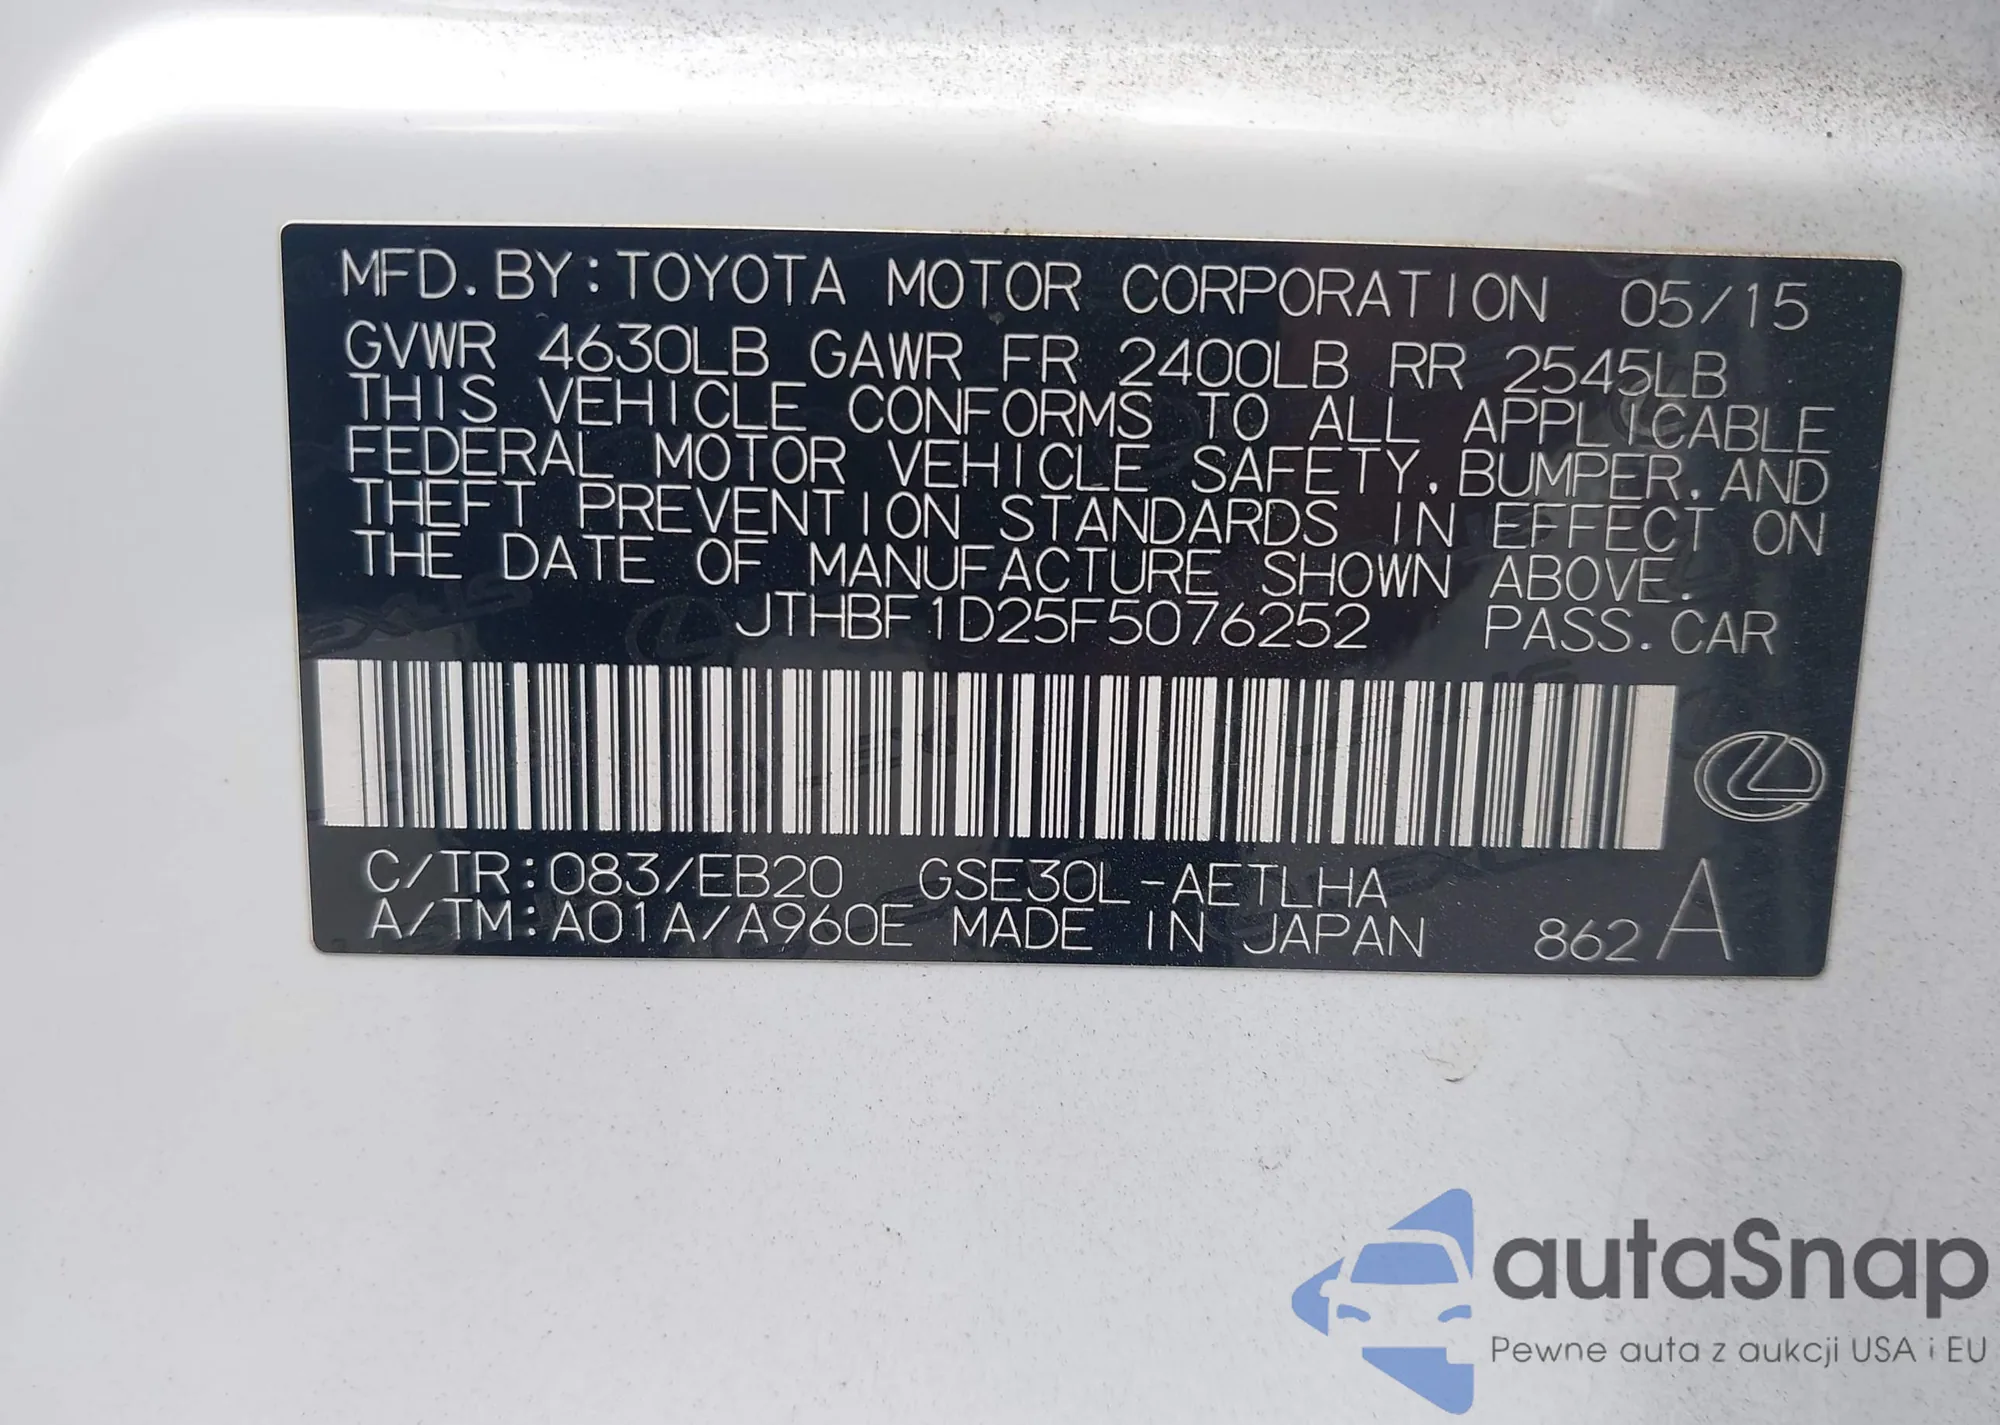 MFD. BY: TOYOTA MOTOR CORPORATION 05/15
GVWR 4630LB GAWR FR 2400LB RR 2545LB
THIS VEHICLE CONFORMS TO ALL APPLICABLE
FEDERAL MOTOR VEHICLE SAFETY, BUMPER, AND
THEFT PREVENTION STANDARDS IN EFFECT ON
THE DATE OF MANUFACTURE SHOWN ABOVE.
JTHBF1D25F5076252 PASS. CAR
C/TR: 083/EB20 GSE30L-AETLHA
A/TM: A01A/A960E MADE IN JAPAN 862 A
autaSnap
Pewne auta z aukcji USA i EU